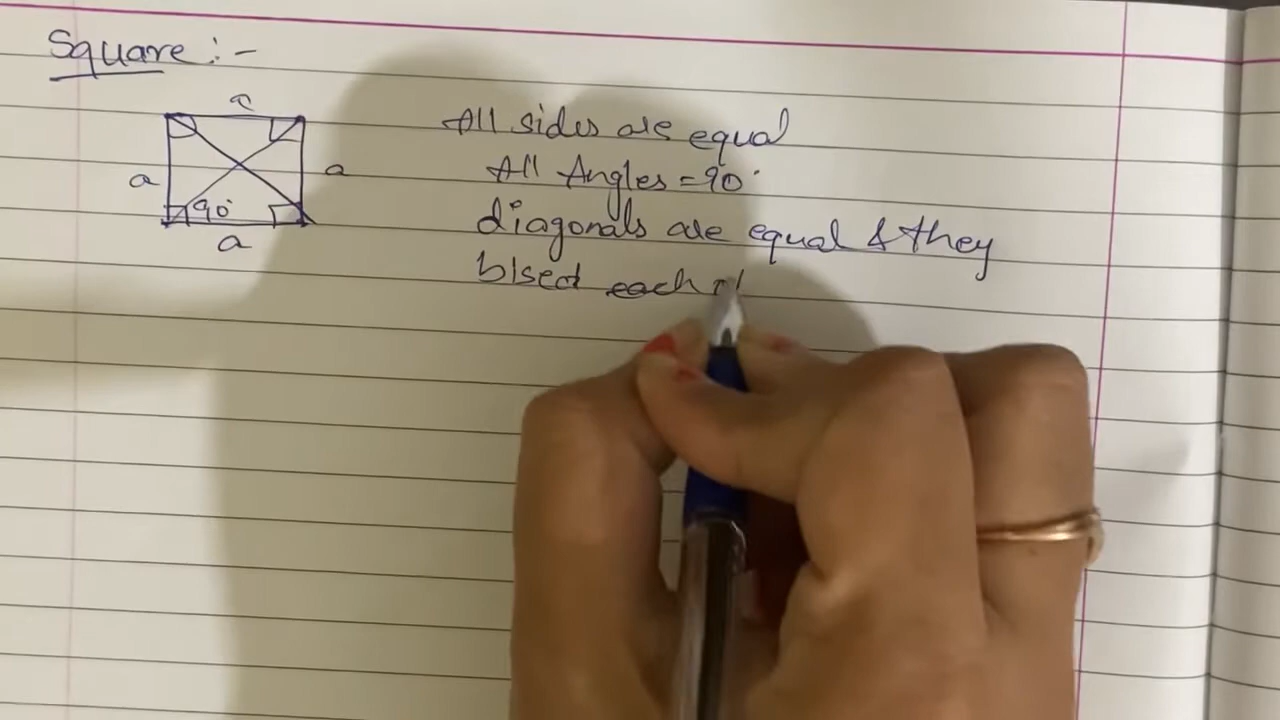 Square :-
a
a
a
90°
a
All sides are equal
All Angles = 90°
diagonals are equal & they
bisect each